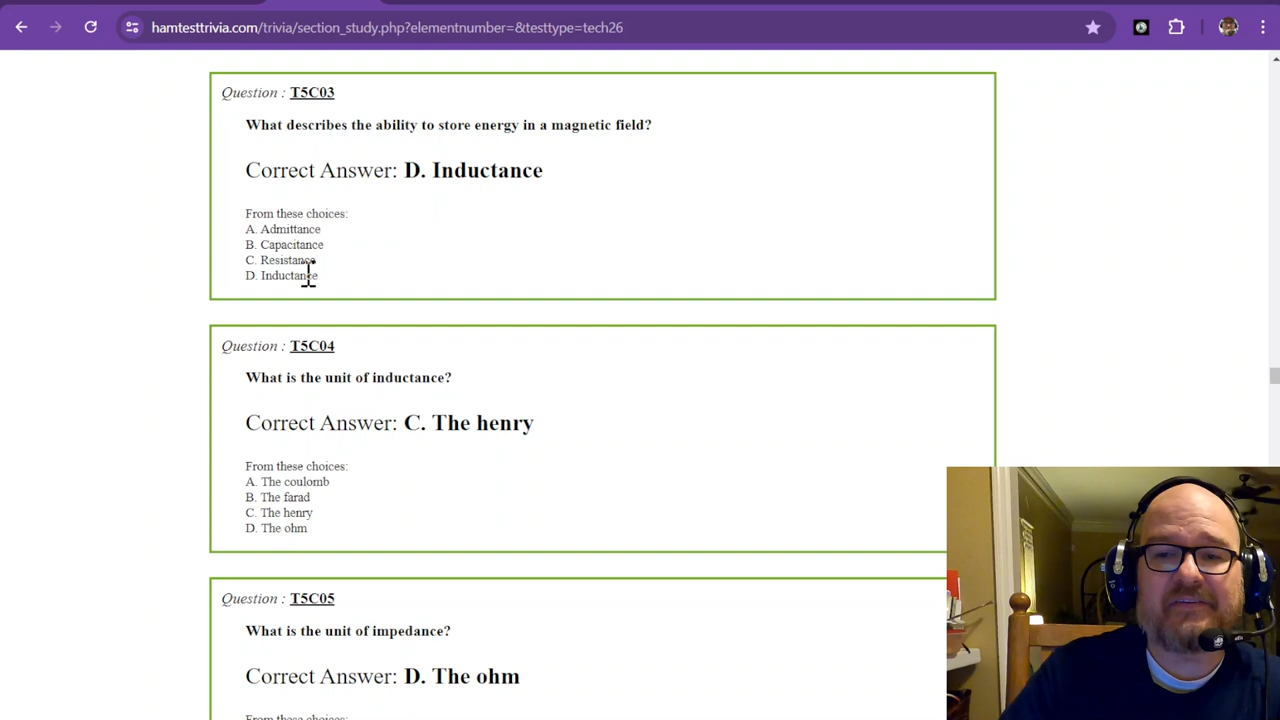 hamtesttrivia.com/trivia/section_study.php?elementnumber=&testtype=tech26
Question : T5C03
What describes the ability to store energy in a magnetic field?
Correct Answer: D. Inductance
From these choices:
A. Admittance
B. Capacitance
C. Resistance
D. Inductance
Question : T5C04
What is the unit of inductance?
Correct Answer: C. The henry
From these choices:
A. The coulomb
B. The farad
C. The henry
D. The ohm
Question : T5C05
What is the unit of impedance?
Correct Answer: D. The ohm
From these choices: